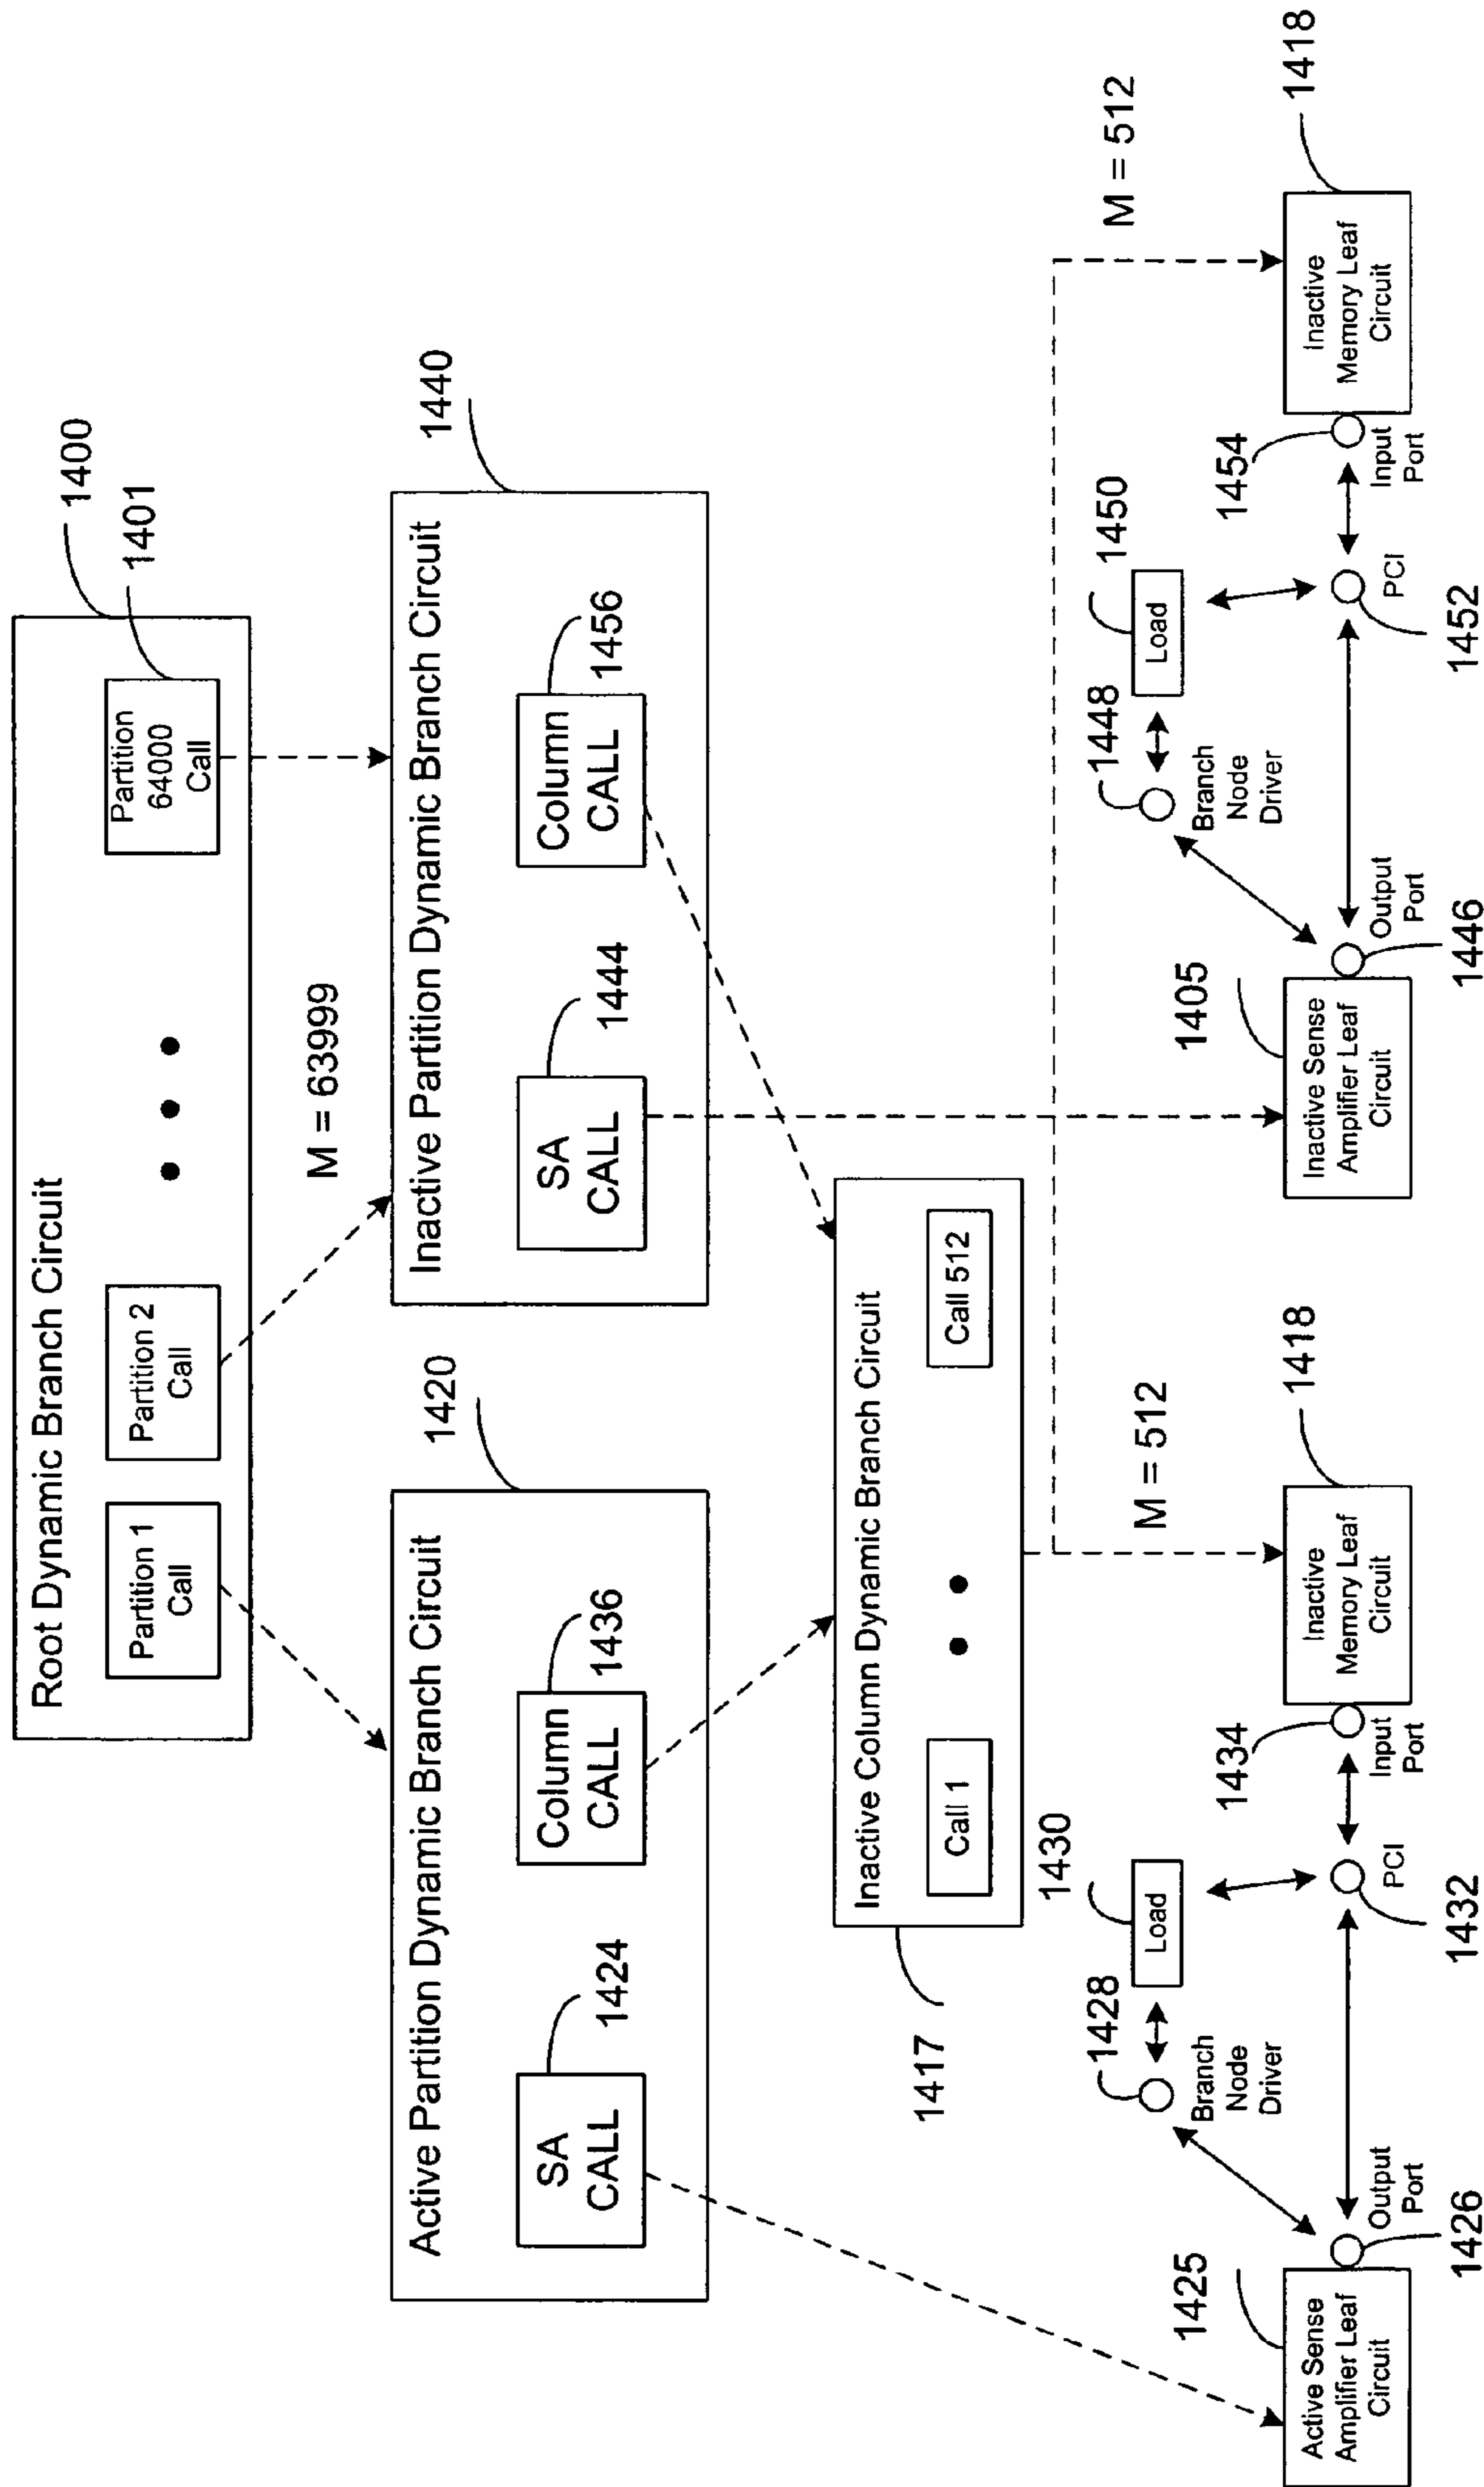 Root Dynamic Branch Circuit
1400
Partition 1
Call
Partition 2
Call
Partition
64000
Call
1401
M = 63999
Active Partition Dynamic Branch Circuit
1420
SA
CALL
1424
Column
CALL
1436
Inactive Partition Dynamic Branch Circuit
1440
SA
CALL
1444
Column
CALL
1456
Inactive Column Dynamic Branch Circuit
Call 1
Call 512
1417
M = 512
M = 512
1425
Active Sense
Amplifier Leaf
Circuit
Output
Port
1426
1428
Branch
Node
Driver
1430
Load
PCI
1432
1434
Input
Port
Inactive
Memory Leaf
Circuit
1418
1405
Inactive Sense
Amplifier Leaf
Circuit
Output
Port
1446
1448
Branch
Node
Driver
1450
Load
PCI
1452
1454
Input
Port
Inactive
Memory Leaf
Circuit
1418